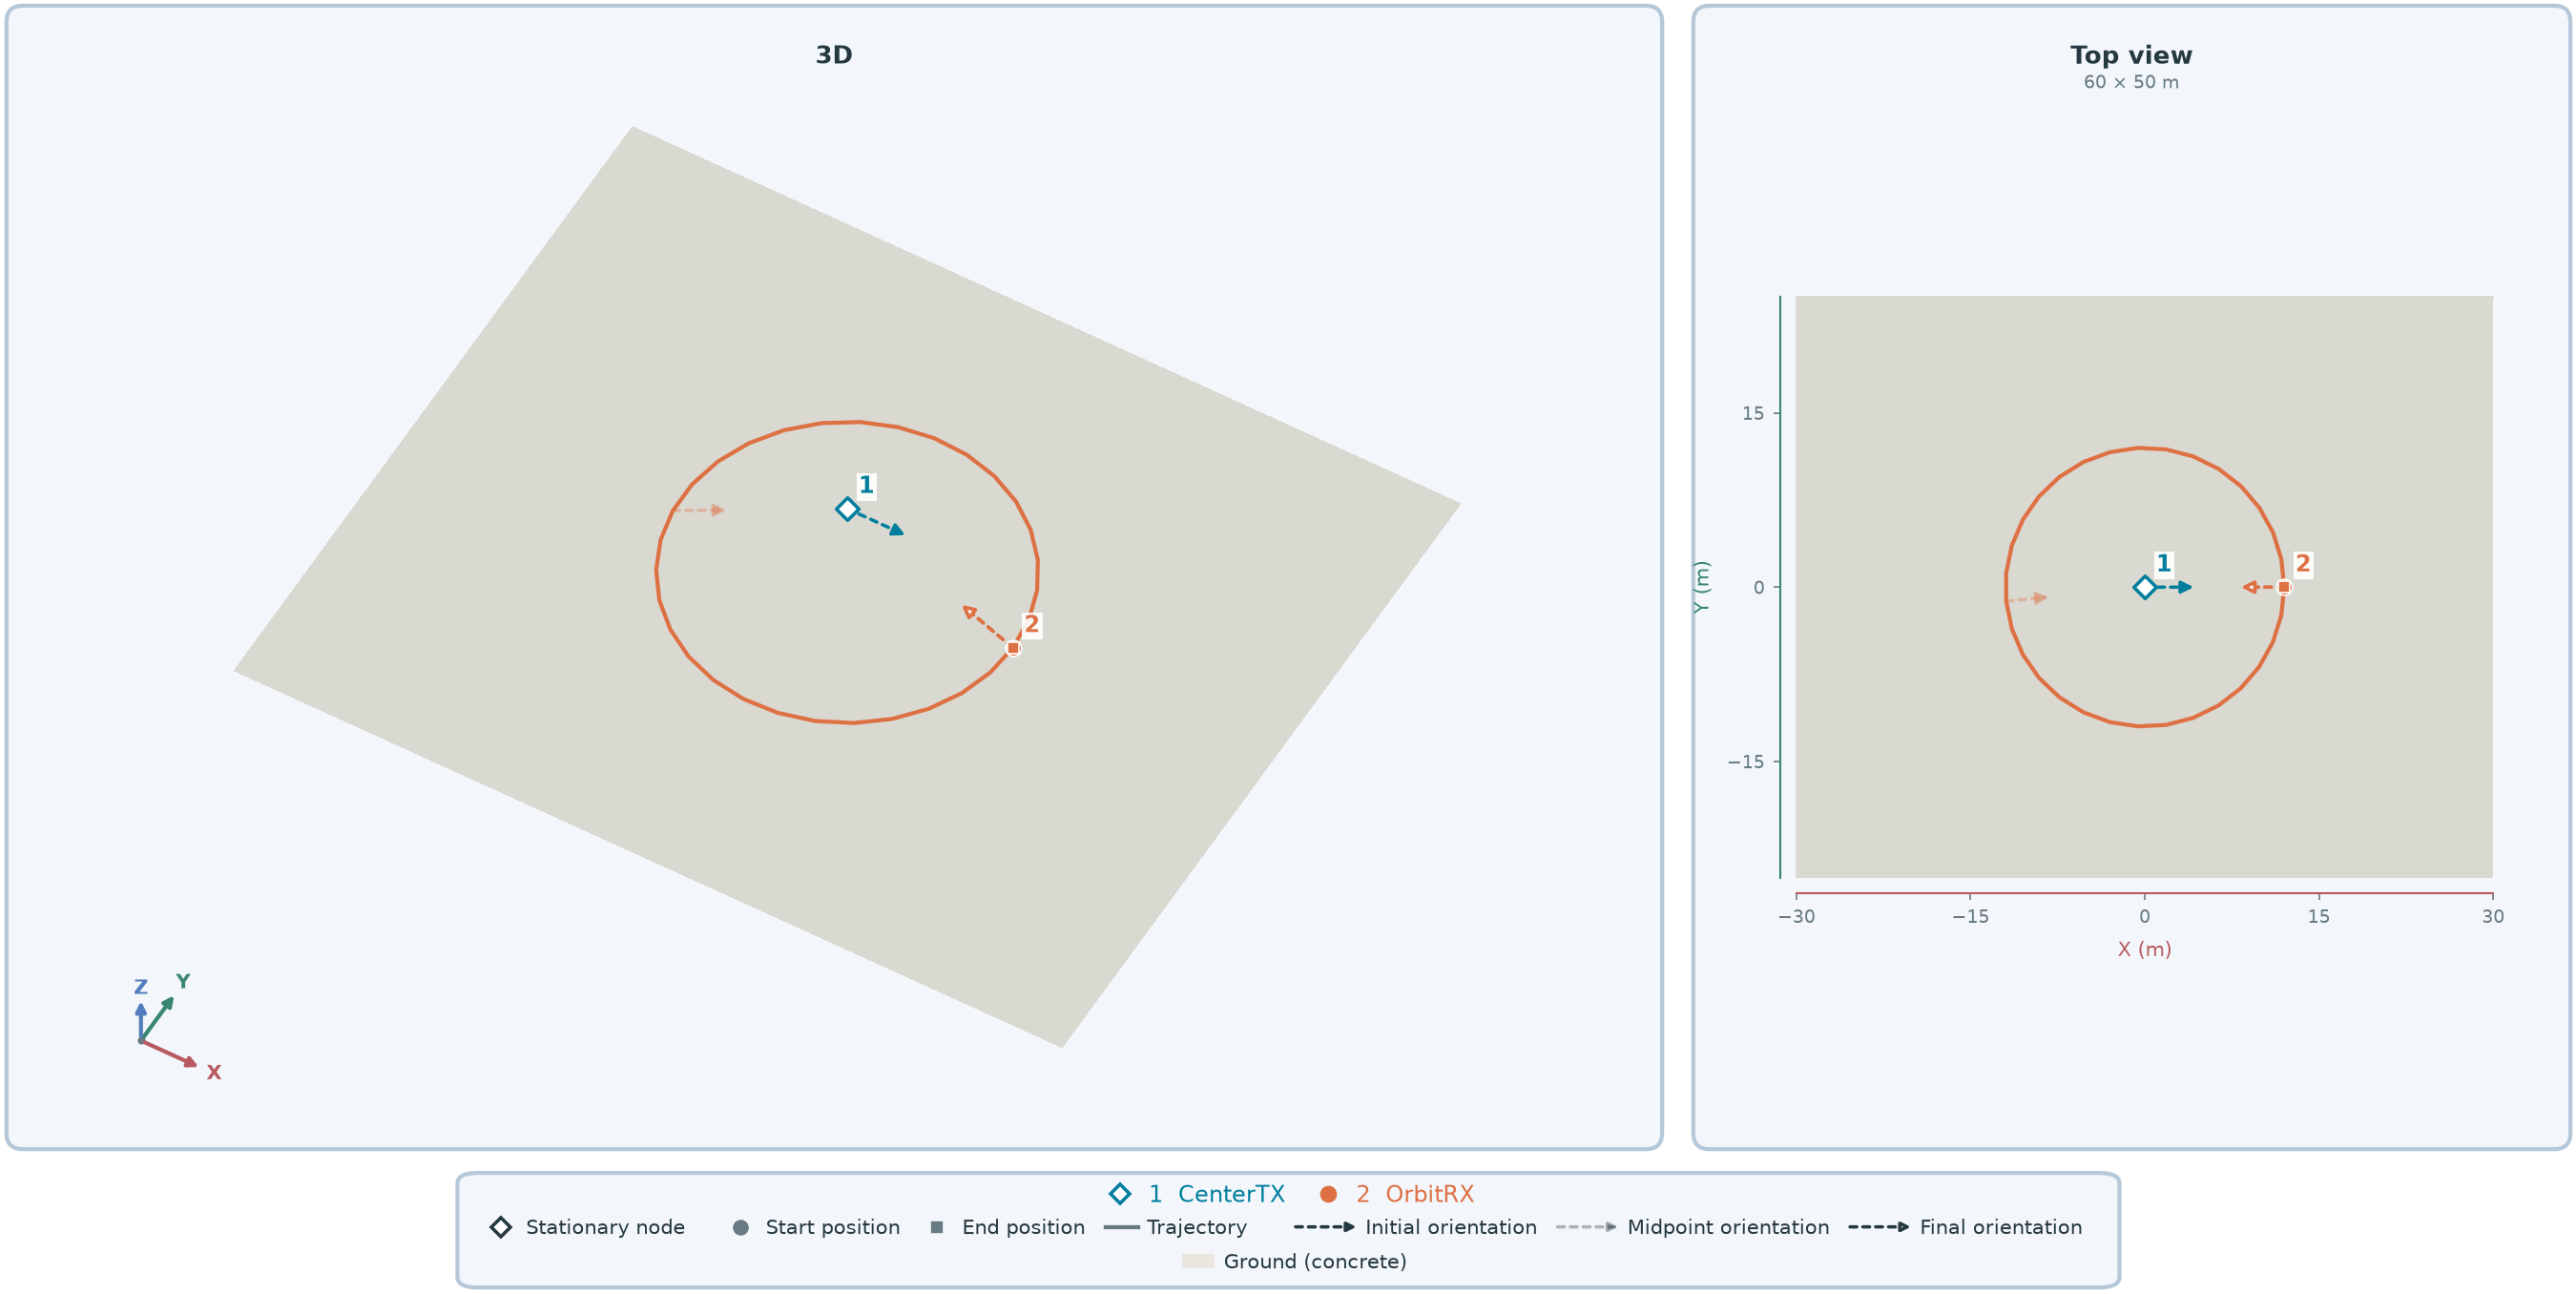 3D
1
2
Z
Y
X
Top view
60 × 50 m
Y (m)
15
0
−15
1
2
−30
−15
0
15
30
X (m)
1 CenterTX 2 OrbitRX
Stationary node Start position End position Trajectory Initial orientation Midpoint orientation Final orientation
Ground (concrete)